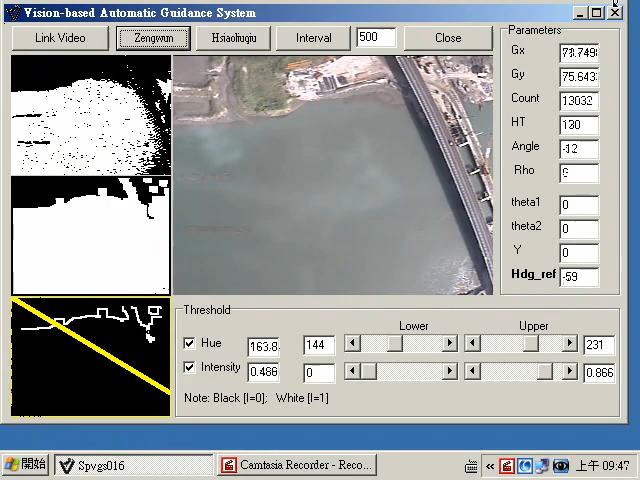 Vision-based Automatic Guidance System
Link Video
Zengwun
Hsialiuqiu
Interval
500
Close
Parameters
Gx
Gy
75.643
Count
13032
HT
130
Angle
-12
Rho
theta1
0
theta2
0
Y
0
Hdg_ref
-59
Threshold
Lower
Upper
Hue
163.8
144
231
Intensity
0.486
0
0.866
Note: Black [I=0]; White [I=1]
開始
Spvgs016
Camtasia Recorder - Reco...
«
上午 09:47